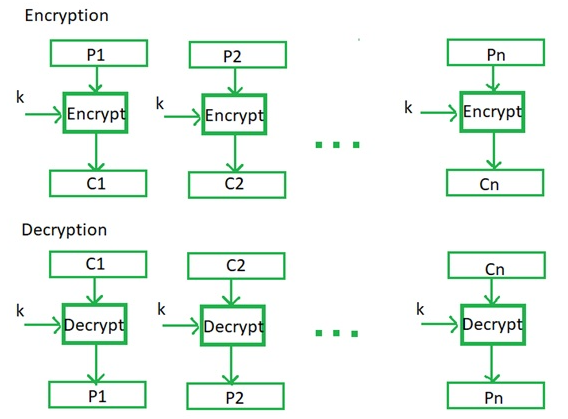 Encryption
P1 P2 Pn
k Encrypt k Encrypt k Encrypt
C1 C2 Cn
Decryption
C1 C2 Cn
k Decrypt k Decrypt k Decrypt
P1 P2 Pn